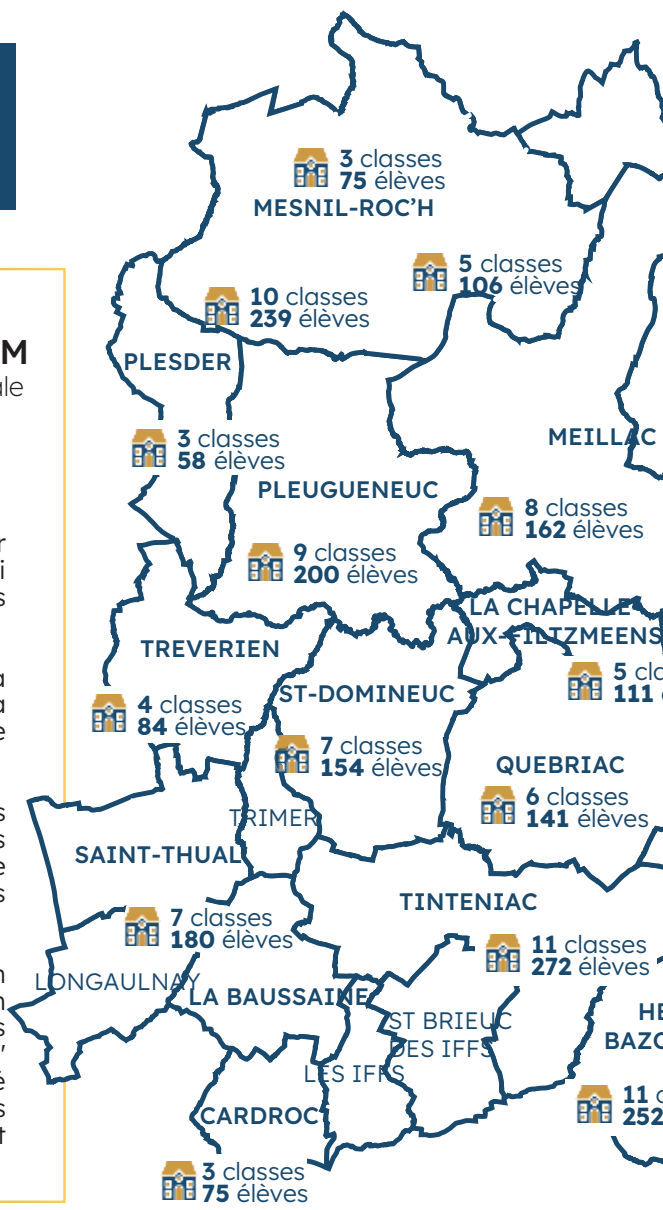 3 classes
75 élèves
MESNIL-ROC'H
5 classes
106 élèves
10 classes
239 élèves
M
PLESDER
ale
3 classes
58 élèves
MEILLAC
PLEUGUENEUC
8 classes
162 élèves
r
i
s
9 classes
200 élèves
LA CHAPELLE
AUX-FILTZMEENS
TREVERIEN
5 cla
111
a
a
e
ST-DOMINEUC
4 classes
84 élèves
7 classes
154 élèves
QUEBRIAC
6 classes
141 élèves
s
s
e
s
TRIMER
SAINT-THUAL
TINTENIAC
7 classes
180 élèves
11 classes
272 élèves
n
n
s
"
é
s
t
LONGAULNAY
LA BAUSSAINE
ST BRIEUC
DES IFFS
HE
BAZO
LES IFFS
11 c
252
CARDROC
3 classes
75 élèves